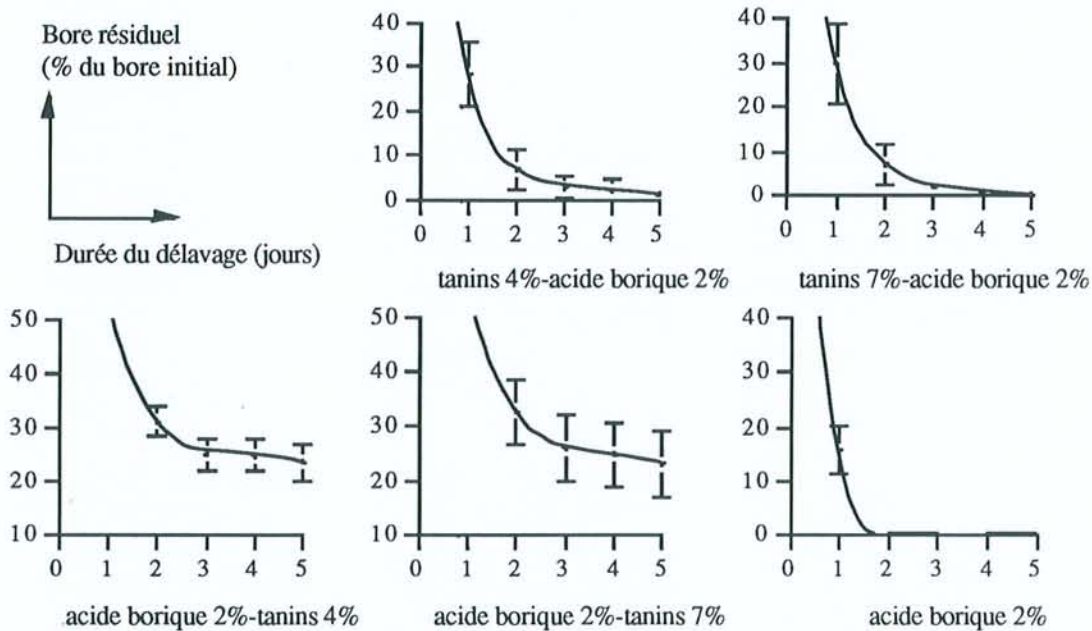 Bore résiduel
(% du bore initial)
Durée du délavage (jours)
40
30
20
10
0
0 1 2 3 4 5
tanins 4%-acide borique 2%
40
30
20
10
0
0 1 2 3 4 5
tanins 7%-acide borique 2%
50
40
30
20
10
0 1 2 3 4 5
acide borique 2%-tanins 4%
50
40
30
20
10
0 1 2 3 4 5
acide borique 2%-tanins 7%
40
30
20
10
0
0 1 2 3 4 5
acide borique 2%